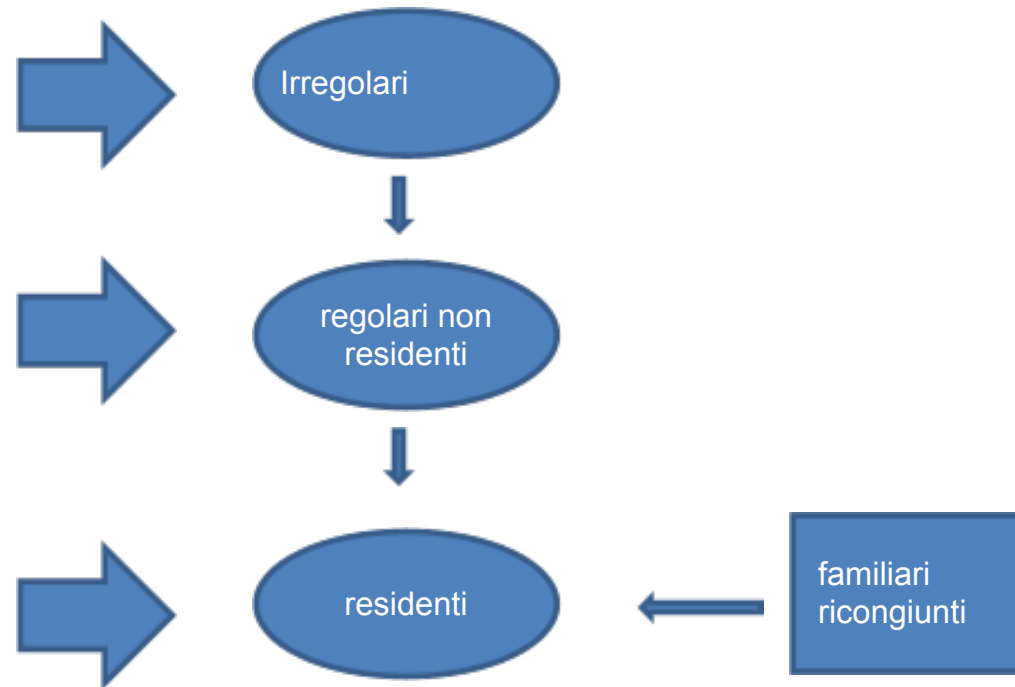 Irregolari
regolari non
residenti
residenti
familiari
ricongiunti